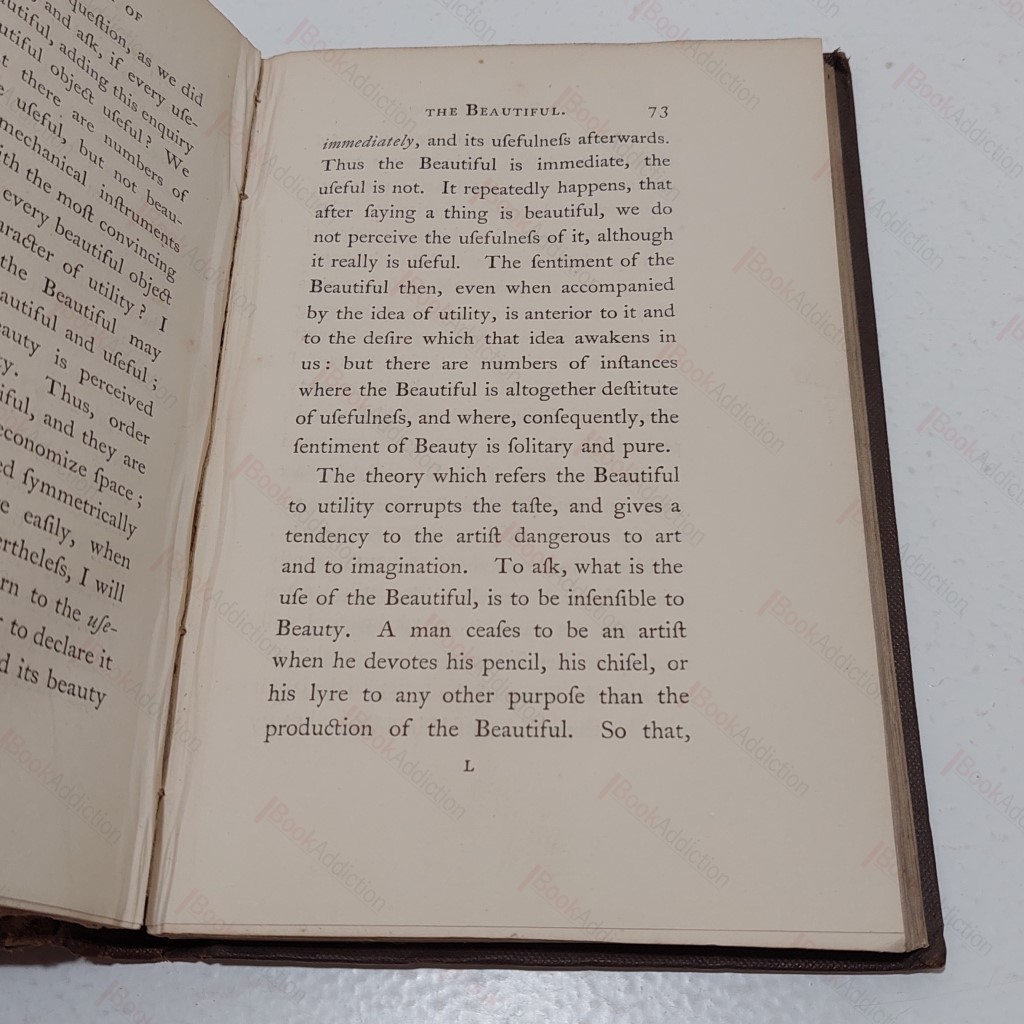 OF
queſtion, as we did
and aſk, if every uſe-
utiful, adding this enquiry
utiful object uſeful? We
there are numbers of
uſeful, but not beau-
mechanical inſtruments
with the moſt convincing
every beautiful object
aracter of utility? I
the Beautiful may
autiful and uſeful;
auty is perceived
y. Thus, order
iful, and they are
economize ſpace;
ed ſymmetrically
e eaſily, when
rtheleſs, I will
rn to the uſe-
to declare it
d its beauty
THE BEAUTIFUL. 73
immediately, and its uſefulneſs afterwards.
Thus the Beautiful is immediate, the
uſeful is not. It repeatedly happens, that
after ſaying a thing is beautiful, we do
not perceive the uſefulneſs of it, although
it really is uſeful. The ſentiment of the
Beautiful then, even when accompanied
by the idea of utility, is anterior to it and
to the deſire which that idea awakens in
us: but there are numbers of inſtances
where the Beautiful is altogether deſtitute
of uſefulneſs, and where, conſequently, the
ſentiment of Beauty is ſolitary and pure.
The theory which refers the Beautiful
to utility corrupts the taſte, and gives a
tendency to the artiſt dangerous to art
and to imagination. To aſk, what is the
uſe of the Beautiful, is to be inſenſible to
Beauty. A man ceaſes to be an artiſt
when he devotes his pencil, his chiſel, or
his lyre to any other purpoſe than the
production of the Beautiful. So that,
L